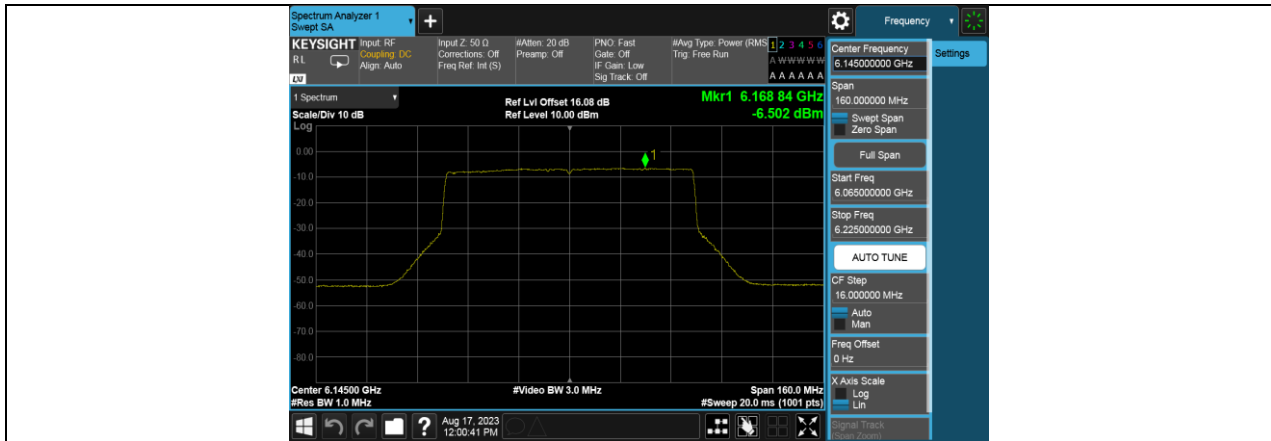 Spectrum Analyzer 1
Swept SA
+
Frequency
KEYSIGHT
RL
LXI
Input: RF
Coupling: DC
Align: Auto
Input Z: 50 Ω
Corrections: Off
Freq Ref: Int (S)
#Atten: 20 dB
Preamp: Off
PNO: Fast
Gate: Off
IF Gain: Low
Sig Track: Off
#Avg Type: Power (RMS
Trig: Free Run
1 2 3 4 5 6
A W W W W W
A A A A A A
1 Spectrum
Scale/Div 10 dB
Ref Lvl Offset 16.08 dB
Ref Level 10.00 dBm
Mkr1 6.168 84 GHz
-6.502 dBm
Log
0.00
-10.0
-20.0
-30.0
-40.0
-50.0
-60.0
-70.0
-80.0
1
Center 6.14500 GHz
#Res BW 1.0 MHz
#Video BW 3.0 MHz
Span 160.0 MHz
#Sweep 20.0 ms (1001 pts)
?
Aug 17, 2023
12:00:41 PM
Center Frequency
6.145000000 GHz
Settings
Span
160.000000 MHz
Swept Span
Zero Span
Full Span
Start Freq
6.065000000 GHz
Stop Freq
6.225000000 GHz
AUTO TUNE
CF Step
16.000000 MHz
Auto
Man
Freq Offset
0 Hz
X Axis Scale
Log
Lin
Signal Track
(Span Zoom)